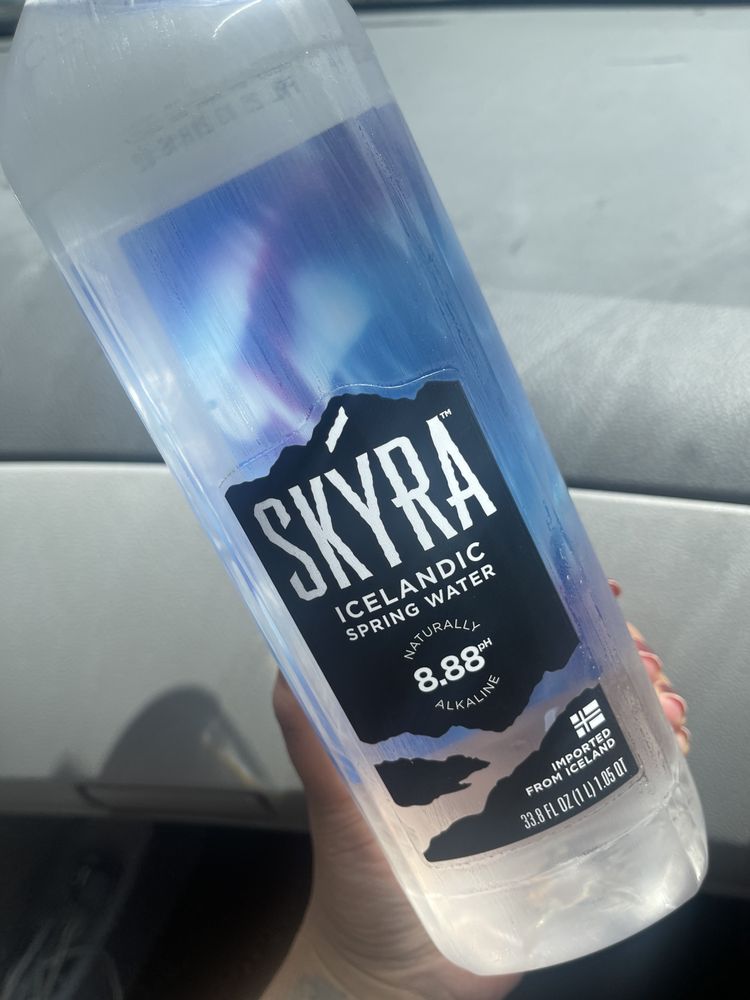 SKÝRA™
ICELANDIC
SPRING WATER
NATURALLY
8.88pH
ALKALINE
IMPORTED
FROM ICELAND
33.8 FL OZ (1 L) 1.05 QT